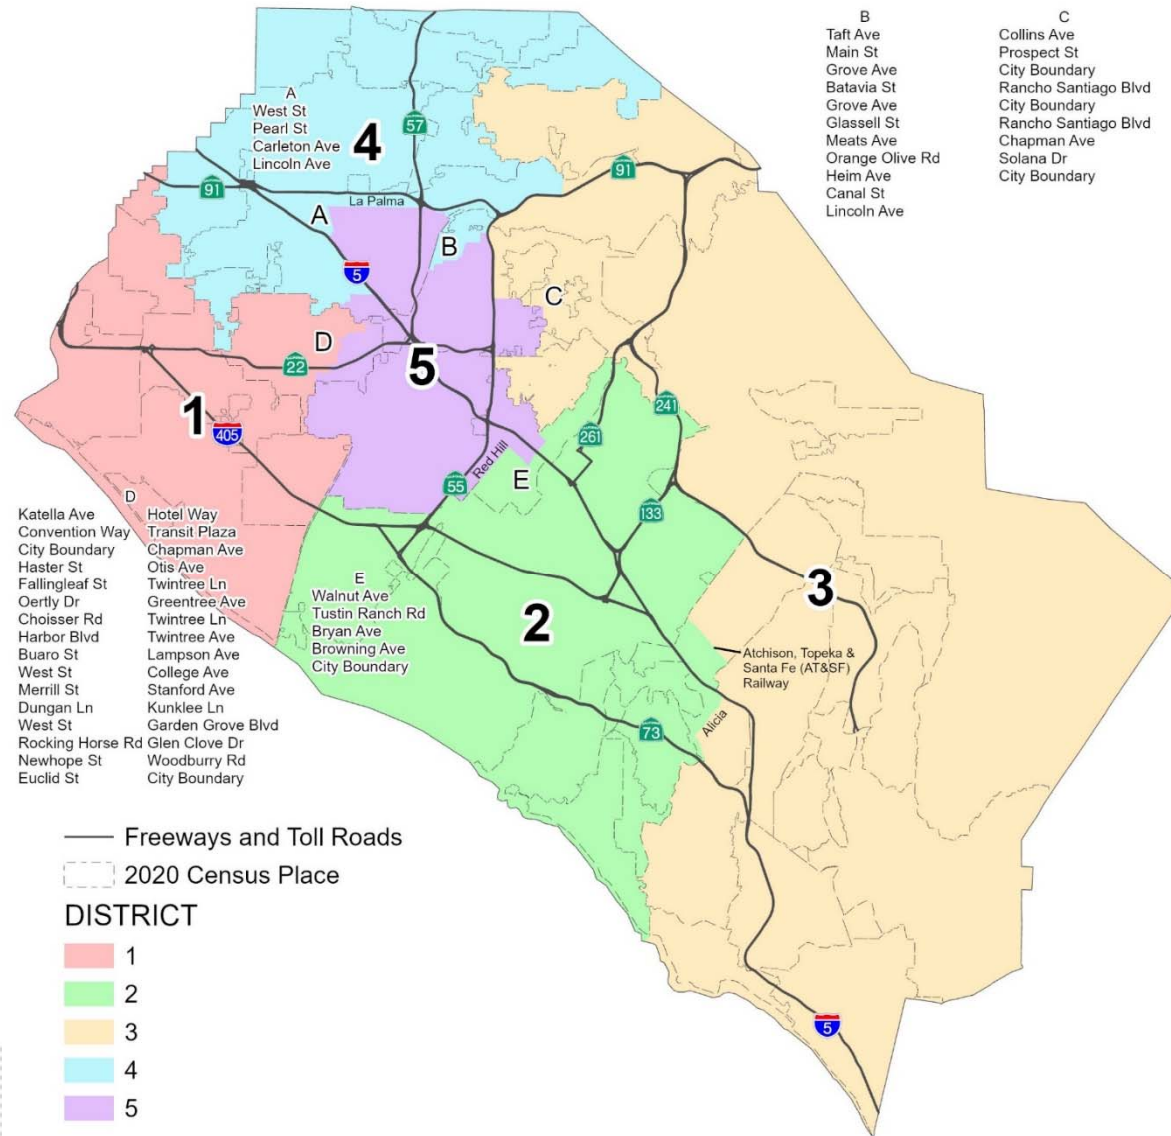 A
West St
Pearl St
Carleton Ave
Lincoln Ave
4
57
91
La Palma
A
B
5
91
C
B
Taft Ave
Main St
Grove Ave
Batavia St
Grove Ave
Glassell St
Meats Ave
Orange Olive Rd
Heim Ave
Canal St
Lincoln Ave
C
Collins Ave
Prospect St
City Boundary
Rancho Santiago Blvd
City Boundary
Rancho Santiago Blvd
Chapman Ave
Solana Dr
City Boundary
D
22
5
1
405
241
261
Red Hill
55
E
133
D
Katella Ave
Convention Way
City Boundary
Haster St
Fallingleaf St
Oertly Dr
Choisser Rd
Harbor Blvd
Buaro St
West St
Merrill St
Dungan Ln
West St
Rocking Horse Rd
Newhope St
Euclid St
Hotel Way
Transit Plaza
Chapman Ave
Otis Ave
Twintree Ln
Greentree Ave
Twintree Ln
Twintree Ave
Lampson Ave
College Ave
Stanford Ave
Kunklee Ln
Garden Grove Blvd
Glen Clove Dr
Woodburry Rd
City Boundary
E
Walnut Ave
Tustin Ranch Rd
Bryan Ave
Browning Ave
City Boundary
2
3
Atchison, Topeka &
Santa Fe (AT&SF)
Railway
Alicia
73
5
Freeways and Toll Roads
2020 Census Place
DISTRICT
1
2
3
4
5